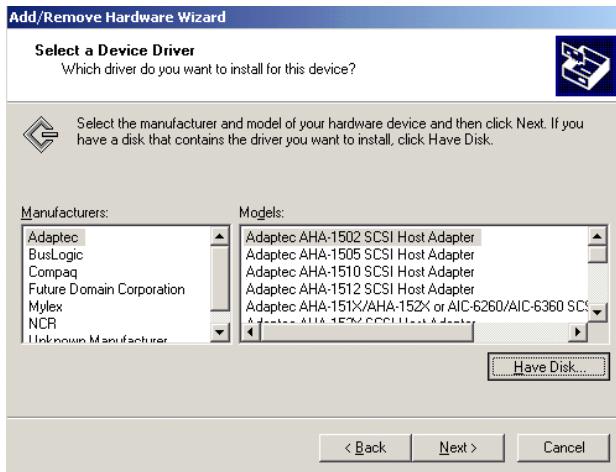 Add/Remove Hardware Wizard
Select a Device Driver
Which driver do you want to install for this device?
Select the manufacturer and model of your hardware device and then click Next. If you
have a disk that contains the driver you want to install, click Have Disk.
Manufacturers:
Adaptec
BusLogic
Compaq
Future Domain Corporation
Mylex
NCR
Unknown Manufacturer
Models:
Adaptec AHA-1502 SCSI Host Adapter
Adaptec AHA-1505 SCSI Host Adapter
Adaptec AHA-1510 SCSI Host Adapter
Adaptec AHA-1512 SCSI Host Adapter
Adaptec AHA-151X/AHA-152X or AIC-6260/AIC-6360 SCS
Have Disk...
< Back
Next >
Cancel